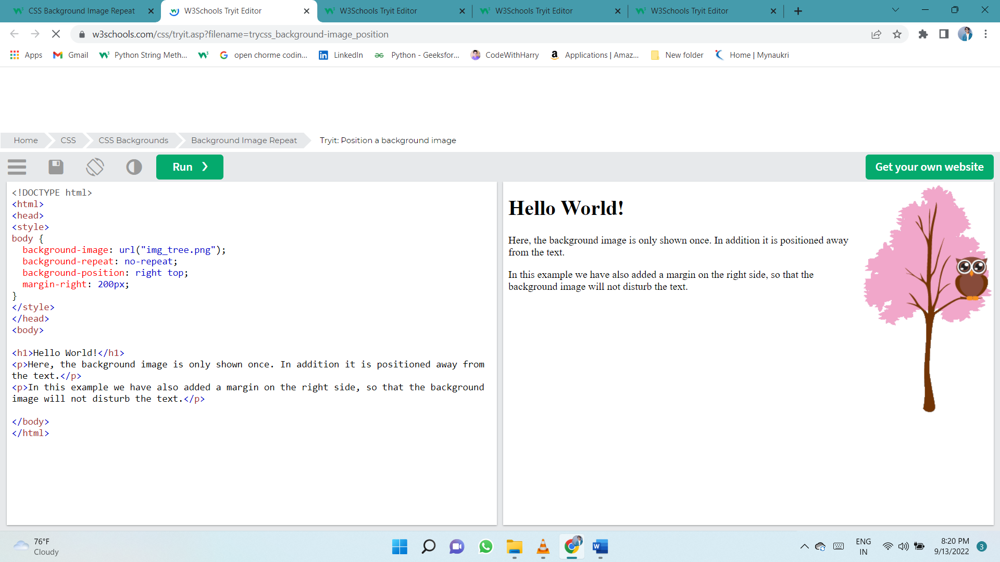 CSS Background Image Repeat
W3Schools Tryit Editor
W3Schools Tryit Editor
W3Schools Tryit Editor
W3Schools Tryit Editor
w3schools.com/css/tryit.asp?filename=trycss_background-image_position
Apps
Gmail
Python String Meth...
open chorme codin...
LinkedIn
Python - Geeksfor...
CodeWithHarry
Applications | Amaz...
New folder
Home | Mynaukri
Home
CSS
CSS Backgrounds
Background Image Repeat
Tryit: Position a background image
Run ❯
Get your own website
<!DOCTYPE html>
<html>
<head>
<style>
body {
  background-image: url("img_tree.png");
  background-repeat: no-repeat;
  background-position: right top;
  margin-right: 200px;
}
</style>
</head>
<body>

<h1>Hello World!</h1>
<p>Here, the background image is only shown once. In addition it is positioned away from
the text.</p>
<p>In this example we have also added a margin on the right side, so that the background
image will not disturb the text.</p>

</body>
</html>
Hello World!
Here, the background image is only shown once. In addition it is positioned away
from the text.
In this example we have also added a margin on the right side, so that the
background image will not disturb the text.
76°F
Cloudy
ENG
IN
8:20 PM
9/13/2022
3